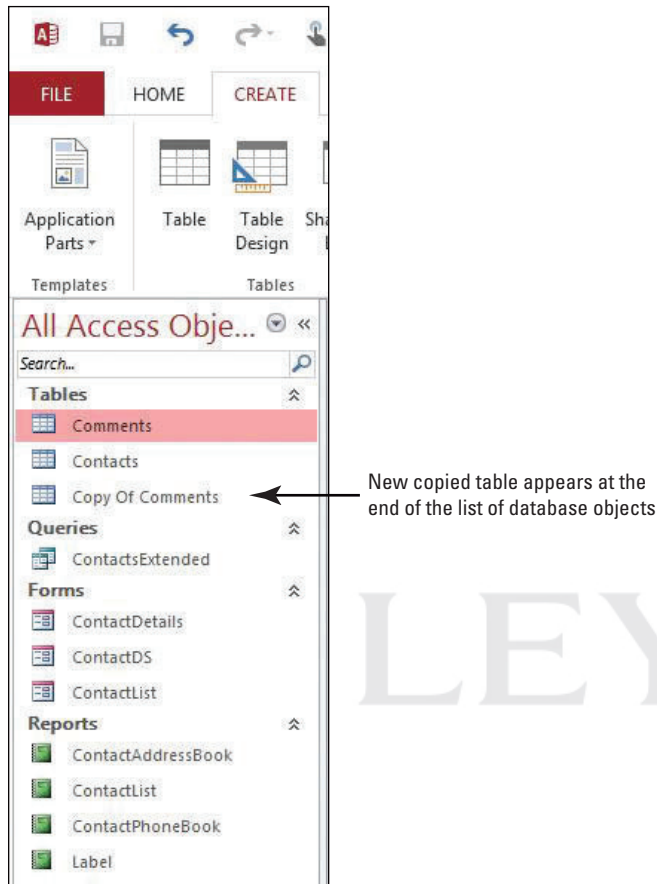 FILE HOME CREATE
Application Parts
Table
Table Design
Sha
Templates
Tables
All Access Obje...
Search...
Tables
Comments
Contacts
Copy Of Comments
New copied table appears at the
end of the list of database objects
Queries
ContactsExtended
Forms
ContactDetails
ContactDS
ContactList
Reports
ContactAddressBook
ContactList
ContactPhoneBook
Label
LEY